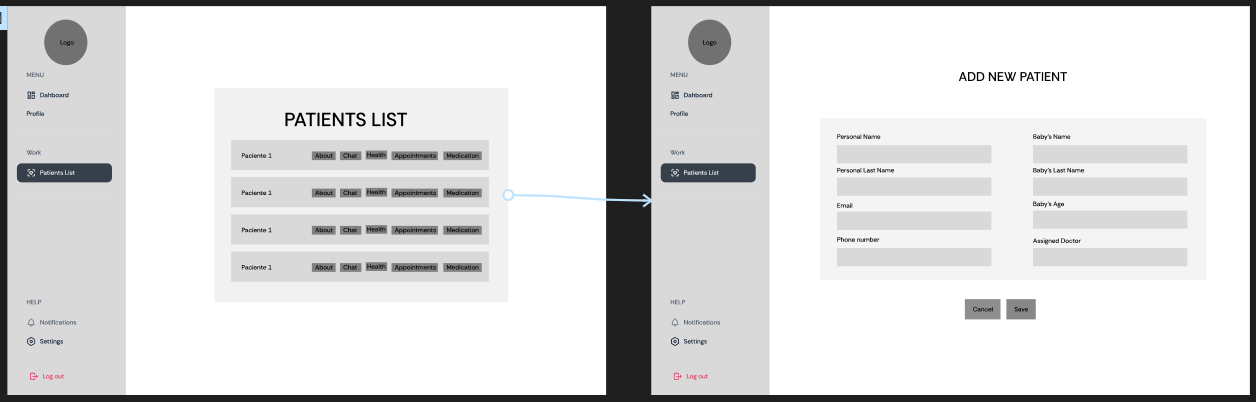 Logo
MENU
Dahboard
Profile
Work
Patients List
HELP
Notifications
Settings
Log out
PATIENTS LIST
Paciente 1 About Chat Health Appointments Medication
Paciente 1 About Chat Health Appointments Medication
Paciente 1 About Chat Health Appointments Medication
Paciente 1 About Chat Health Appointments Medication
Logo
MENU
Dahboard
Profile
Work
Patients List
HELP
Notifications
Settings
Log out
ADD NEW PATIENT
Personal Name
Personal Last Name
Email
Phone number
Baby's Name
Baby's Last Name
Baby's Age
Assigned Doctor
Cancel Save